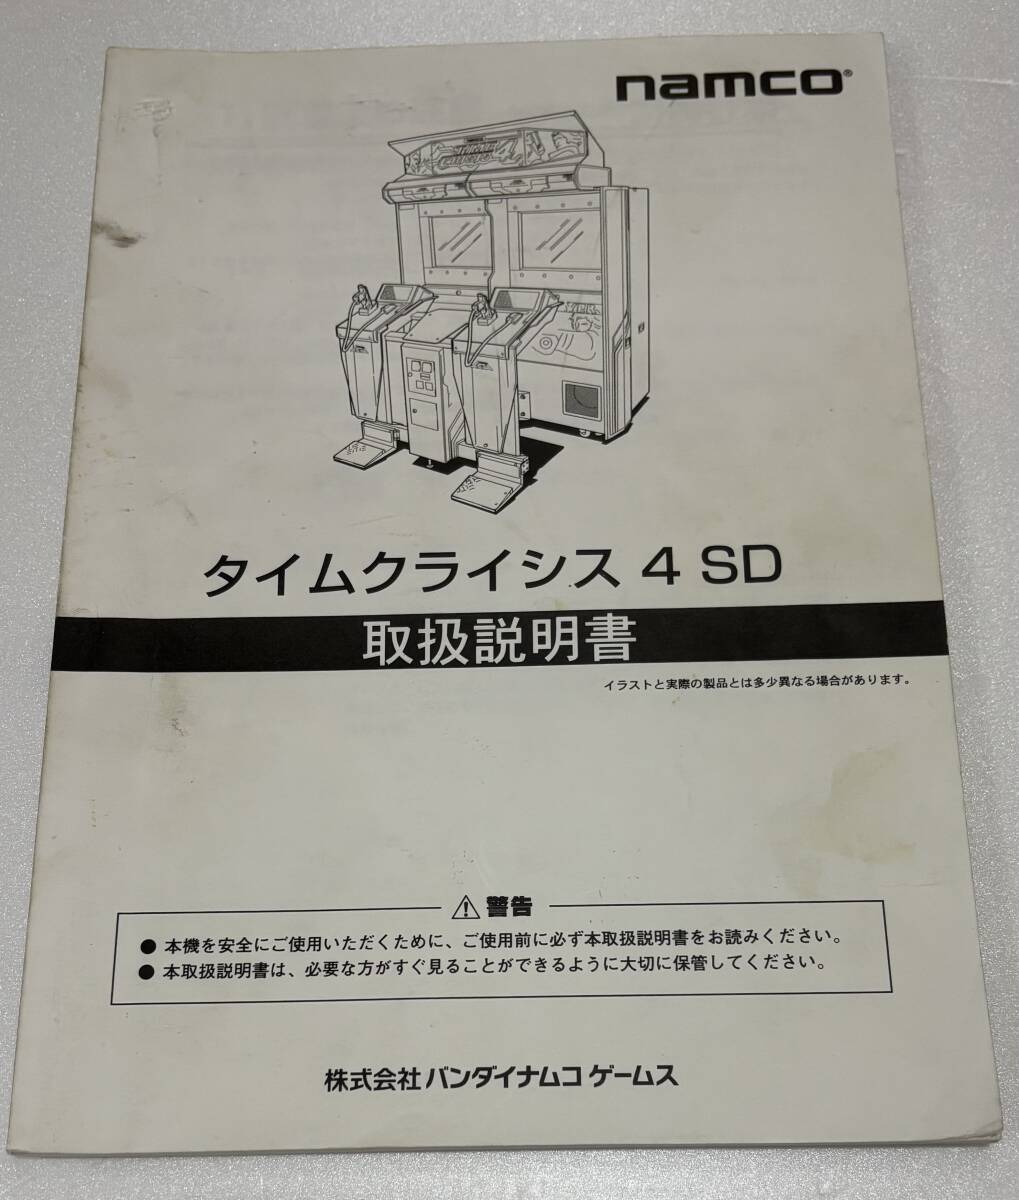 namco®
TIME CRISIS 4
タイムクライシス 4 SD
取扱説明書
イラストと実際の製品とは多少異なる場合があります。
⚠ 警告
● 本機を安全にご使用いただくために、ご使用前に必ず本取扱説明書をお読みください。
● 本取扱説明書は、必要な方がすぐ見ることができるように大切に保管してください。
株式会社 バンダイナムコ ゲームス